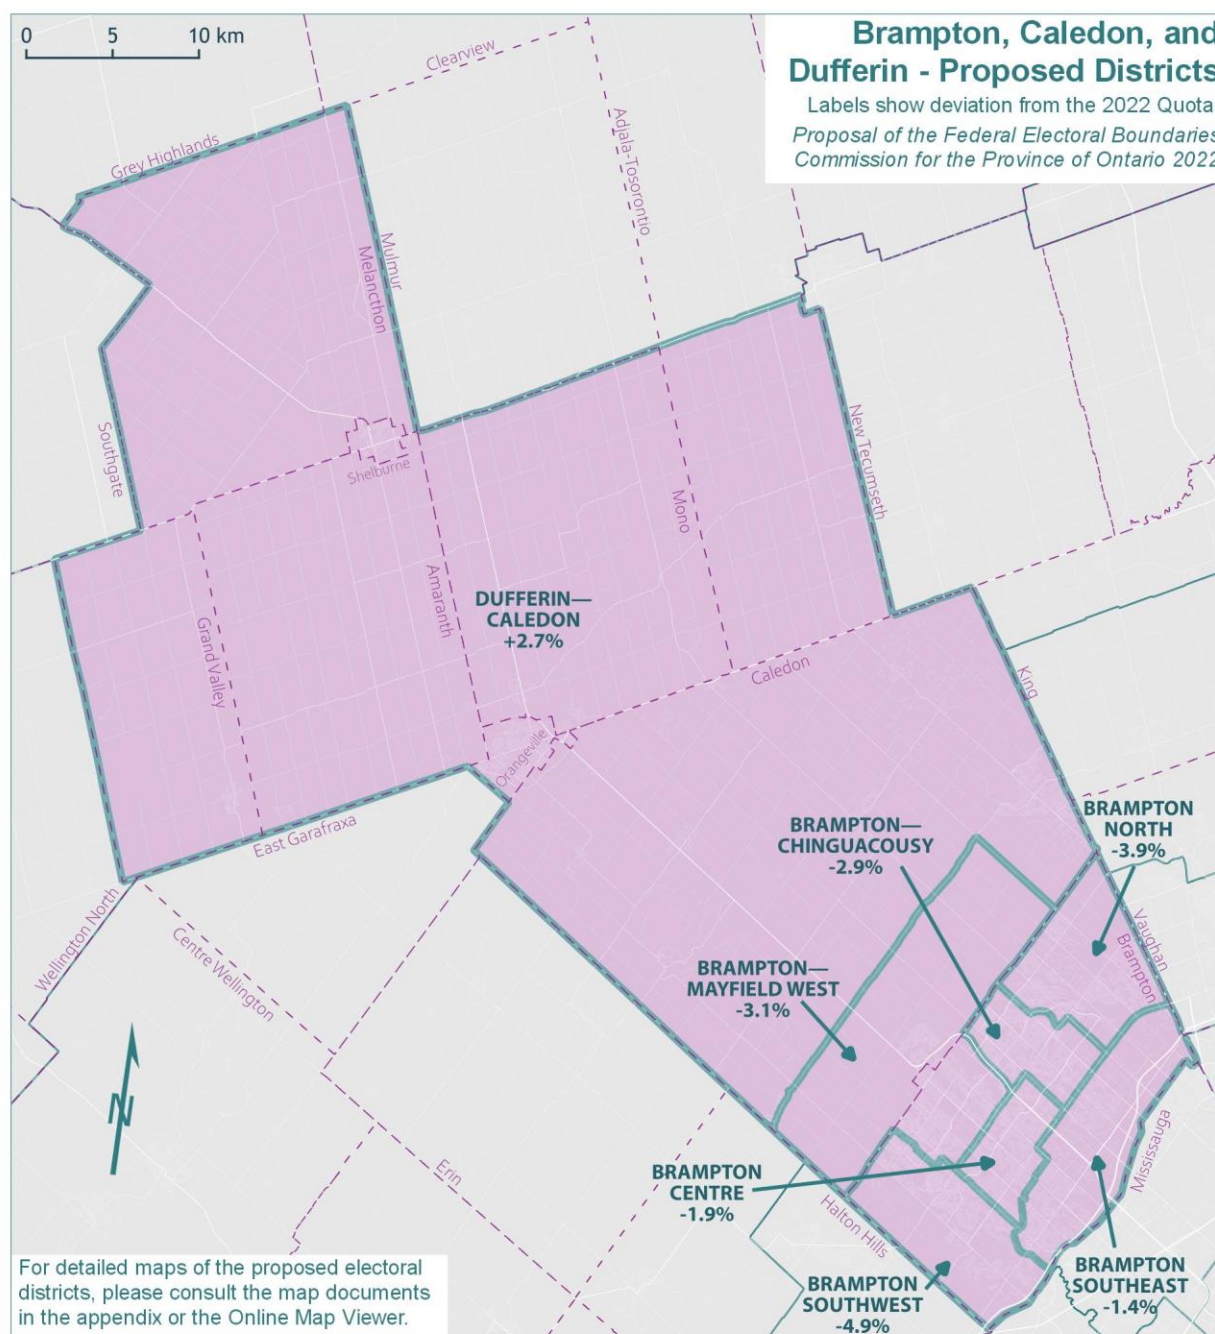 0 5 10 km
Brampton, Caledon, and
Dufferin - Proposed Districts
Labels show deviation from the 2022 Quota
Proposal of the Federal Electoral Boundaries
Commission for the Province of Ontario 2022
Clearview
Grey Highlands
Adjala-Tosorontio
Mulmur
Melancthon
Southgate
Shelburne
New Tecumseth
Mono
Amaranth
Grand Valley
DUFFERIN—
CALEDON
+2.7%
Caledon
King
Orangeville
East Garafraxa
BRAMPTON
NORTH
-3.9%
BRAMPTON—
CHINGUACOUSY
-2.9%
Wellington North
Centre Wellington
Vaughan
Brampton
BRAMPTON—
MAYFIELD WEST
-3.1%
N
Erin
Mississauga
BRAMPTON
CENTRE
-1.9%
Halton Hills
BRAMPTON
SOUTHWEST
-4.9%
BRAMPTON
SOUTHEAST
-1.4%
For detailed maps of the proposed electoral
districts, please consult the map documents
in the appendix or the Online Map Viewer.